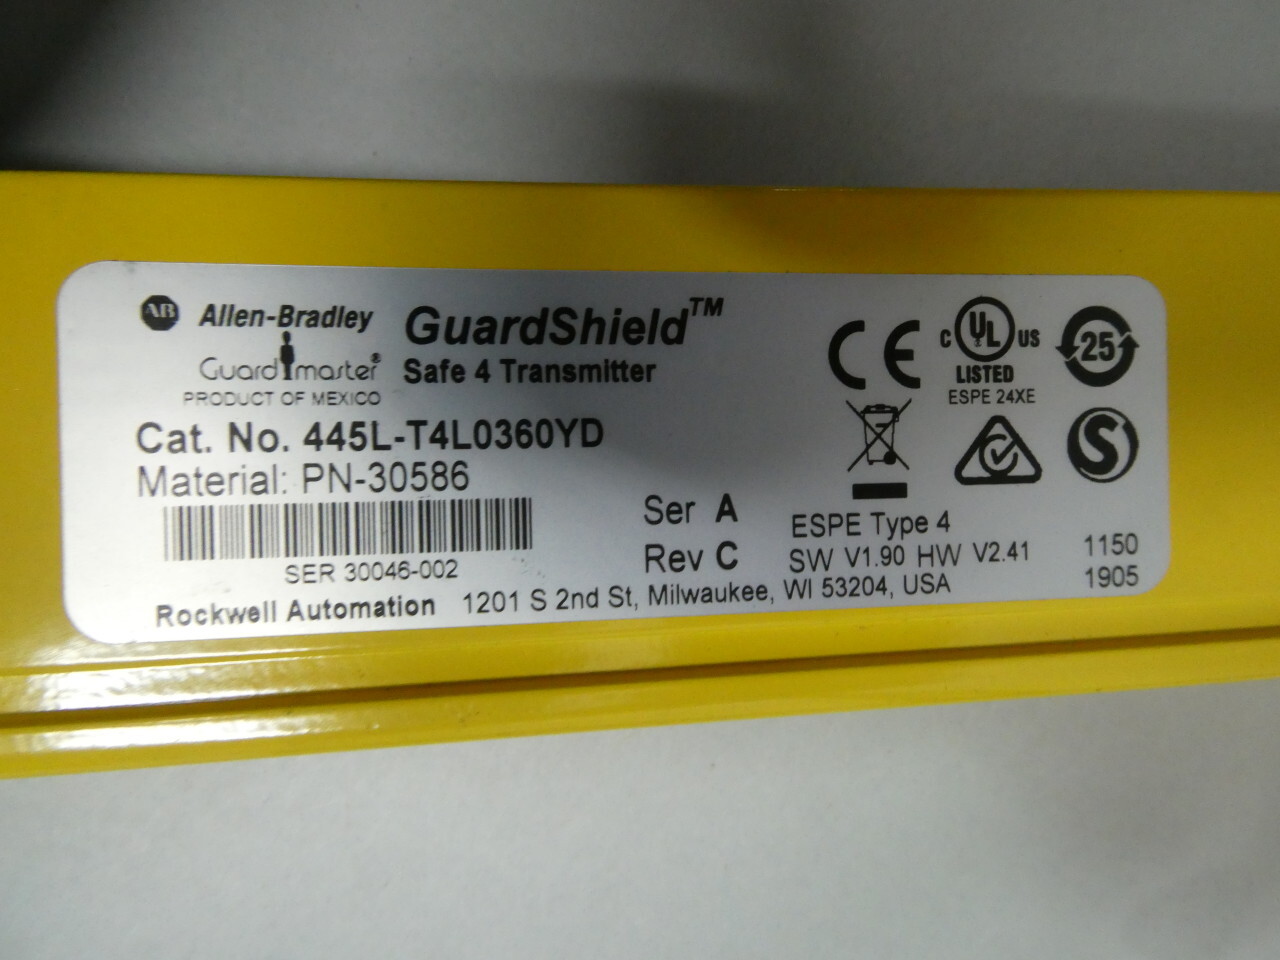 AB Allen-Bradley
GuardShield™
Guardmaster®
Safe 4 Transmitter
PRODUCT OF MEXICO
Cat. No. 445L-T4L0360YD
Material: PN-30586
SER 30046-002
Ser A
Rev C
CE
C UL US
LISTED
ESPE 24XE
25
S
ESPE Type 4
SW V1.90 HW V2.41
1150
1905
Rockwell Automation 1201 S 2nd St, Milwaukee, WI 53204, USA